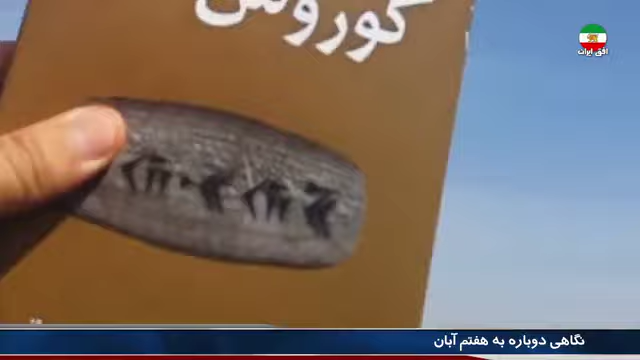 کوروش
افق ایران
نگاهی دوباره به هفتم آبان